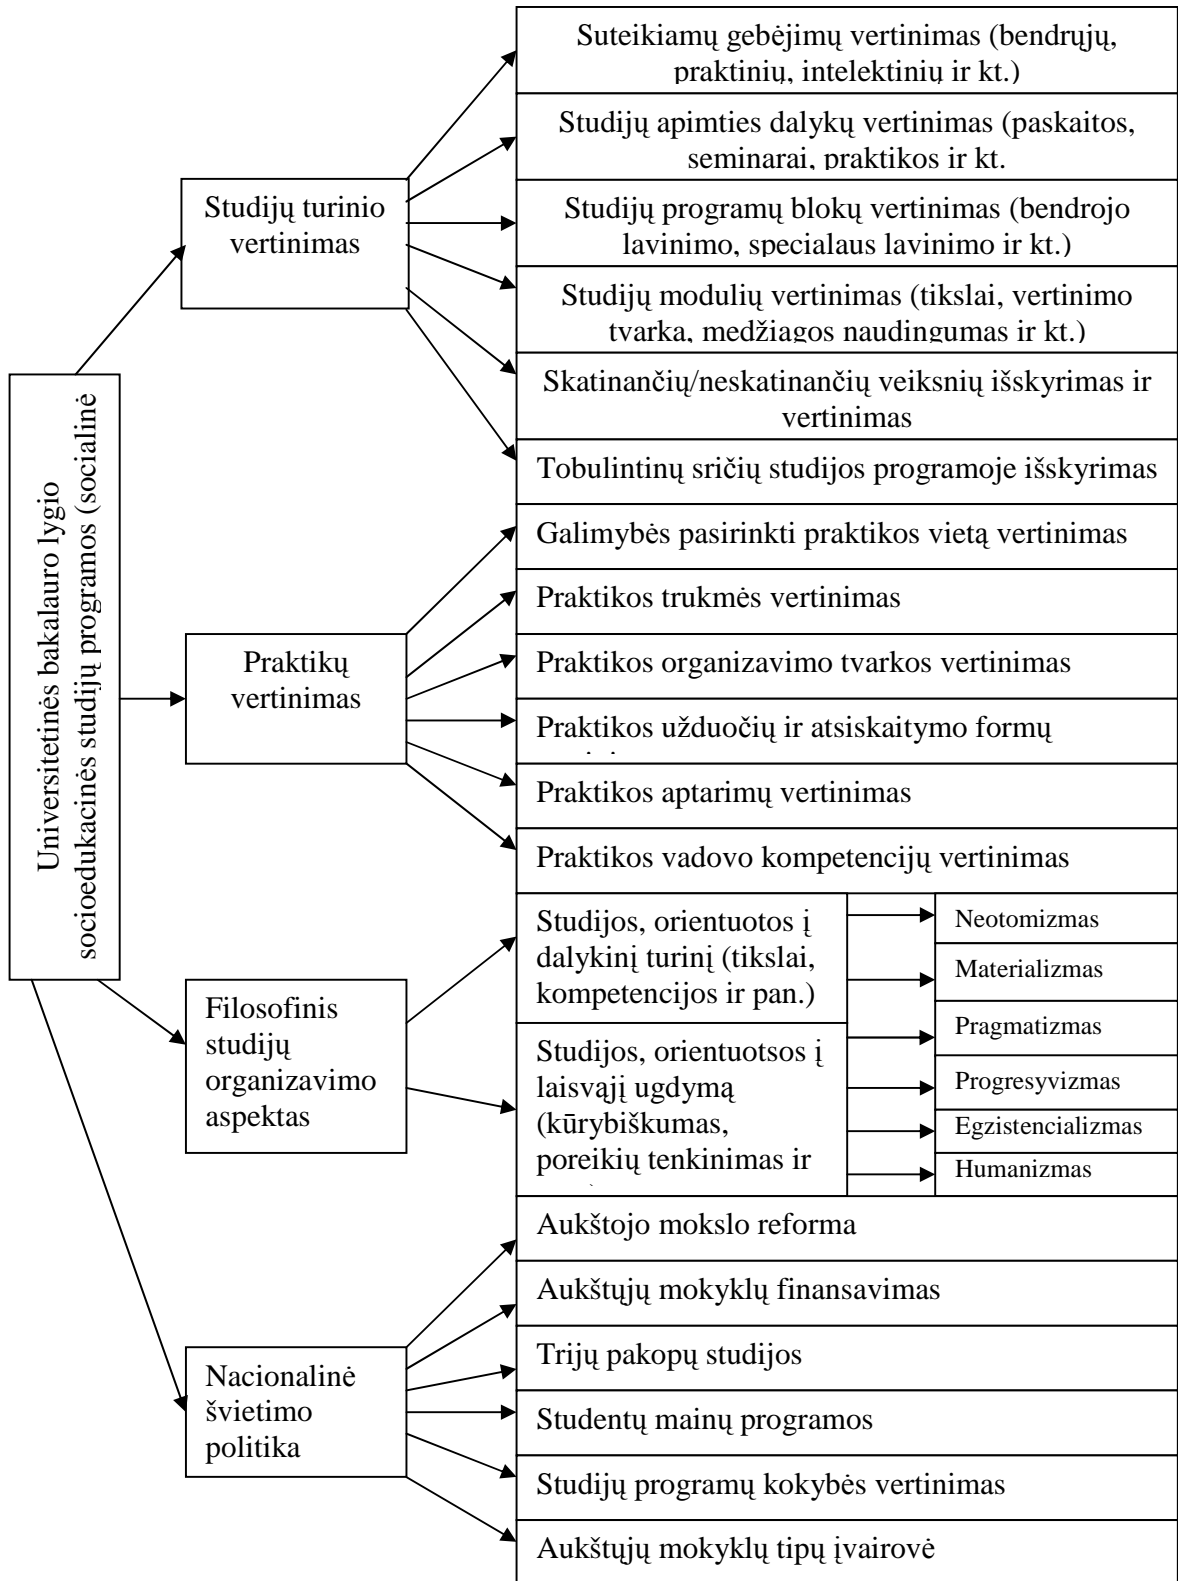 Universitetinės bakalauro lygio
socioedukacinės studijų programos (socialinė
Studijų turinio
vertinimas
Suteikiamų gebėjimų vertinimas (bendrųjų,
praktinių, intelektinių ir kt.)
Studijų apimties dalykų vertinimas (paskaitos,
seminarai, praktikos ir kt.
Studijų programų blokų vertinimas (bendrojo
lavinimo, specialaus lavinimo ir kt.)
Studijų modulių vertinimas (tikslai, vertinimo
tvarka, medžiagos naudingumas ir kt.)
Skatinančių/neskatinančių veiksnių išskyrimas ir
vertinimas
Tobulintinų sričių studijos programoje išskyrimas
Praktikų
vertinimas
Galimybės pasirinkti praktikos vietą vertinimas
Praktikos trukmės vertinimas
Praktikos organizavimo tvarkos vertinimas
Praktikos užduočių ir atsiskaitymo formų
Praktikos aptarimų vertinimas
Praktikos vadovo kompetencijų vertinimas
Filosofinis
studijų
organizavimo
aspektas
Studijos, orientuotos į
dalykinį turinį (tikslai,
kompetencijos ir pan.)
Studijos, orientuotsos į
laisvąjį ugdymą
(kūrybiškumas,
poreikių tenkinimas ir
Neotomizmas
Materializmas
Pragmatizmas
Progresyvizmas
Egzistencializmas
Humanizmas
Nacionalinė
švietimo
politika
Aukštojo mokslo reforma
Aukštųjų mokyklų finansavimas
Trijų pakopų studijos
Studentų mainų programos
Studijų programų kokybės vertinimas
Aukštųjų mokyklų tipų įvairovė